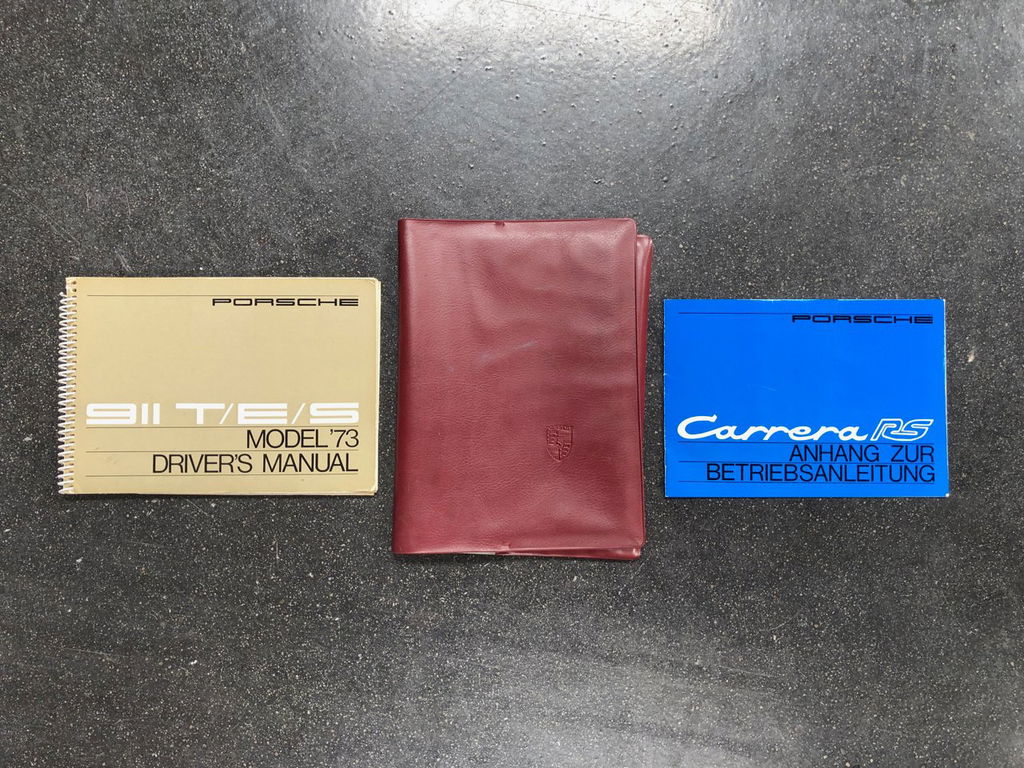 PORSCHE
911 T/E/S
MODEL '73
DRIVER'S MANUAL
PORSCHE
Carrera RS
ANHANG ZUR
BETRIEBSANLEITUNG